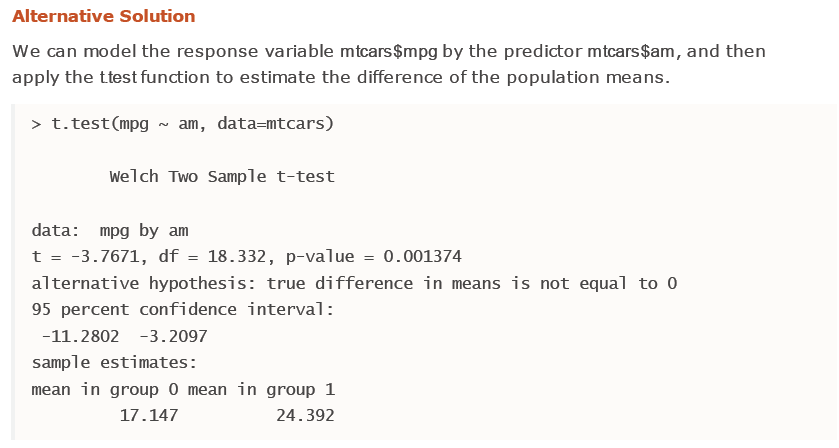 Alternative Solution
We can model the response variable mtcars$mpg by the predictor mtcars$am, and then
apply the t.test function to estimate the difference of the population means.
> t.test(mpg ~ am, data=mtcars)
Welch Two Sample t-test
data:  mpg by am
t = -3.7671, df = 18.332, p-value = 0.001374
alternative hypothesis: true difference in means is not equal to 0
95 percent confidence interval:
-11.2802  -3.2097
sample estimates:
mean in group 0 mean in group 1
17.147          24.392